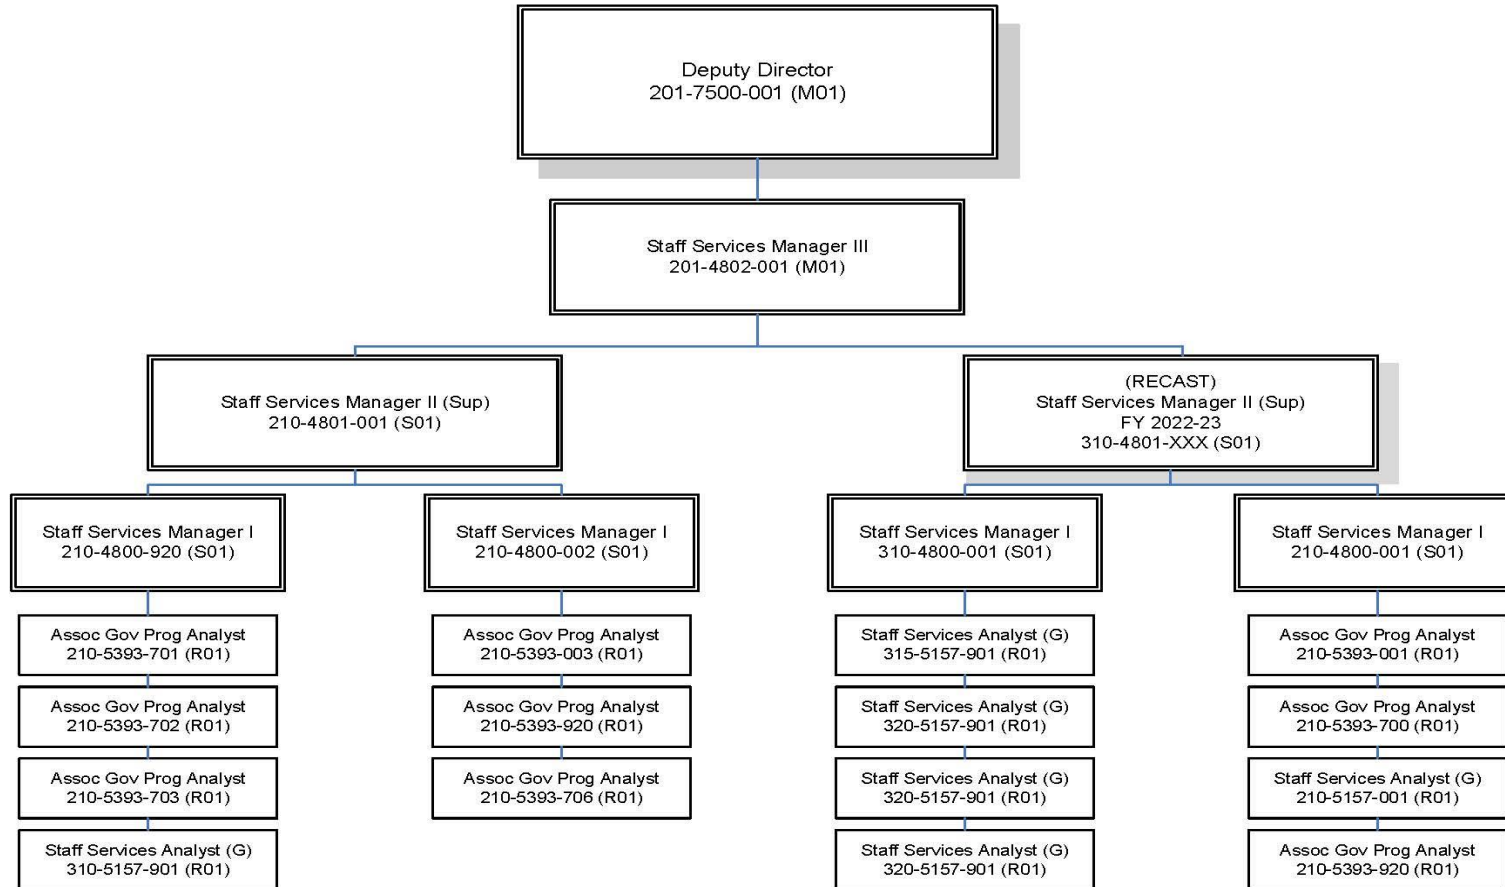 Deputy Director
201-7500-001 (M01)
Staff Services Manager III
201-4802-001 (M01)
Staff Services Manager II (Sup)
210-4801-001 (S01)
(RECAST)
Staff Services Manager II (Sup)
FY 2022-23
310-4801-XXX (S01)
Staff Services Manager I
210-4800-920 (S01)
Assoc Gov Prog Analyst
210-5393-701 (R01)
Assoc Gov Prog Analyst
210-5393-702 (R01)
Assoc Gov Prog Analyst
210-5393-703 (R01)
Staff Services Analyst (G)
310-5157-901 (R01)
Staff Services Manager I
210-4800-002 (S01)
Assoc Gov Prog Analyst
210-5393-003 (R01)
Assoc Gov Prog Analyst
210-5393-920 (R01)
Assoc Gov Prog Analyst
210-5393-706 (R01)
Staff Services Manager I
310-4800-001 (S01)
Staff Services Analyst (G)
315-5157-901 (R01)
Staff Services Analyst (G)
320-5157-901 (R01)
Staff Services Analyst (G)
320-5157-901 (R01)
Staff Services Analyst (G)
320-5157-901 (R01)
Staff Services Manager I
210-4800-001 (S01)
Assoc Gov Prog Analyst
210-5393-001 (R01)
Assoc Gov Prog Analyst
210-5393-700 (R01)
Staff Services Analyst (G)
210-5157-001 (R01)
Assoc Gov Prog Analyst
210-5393-920 (R01)